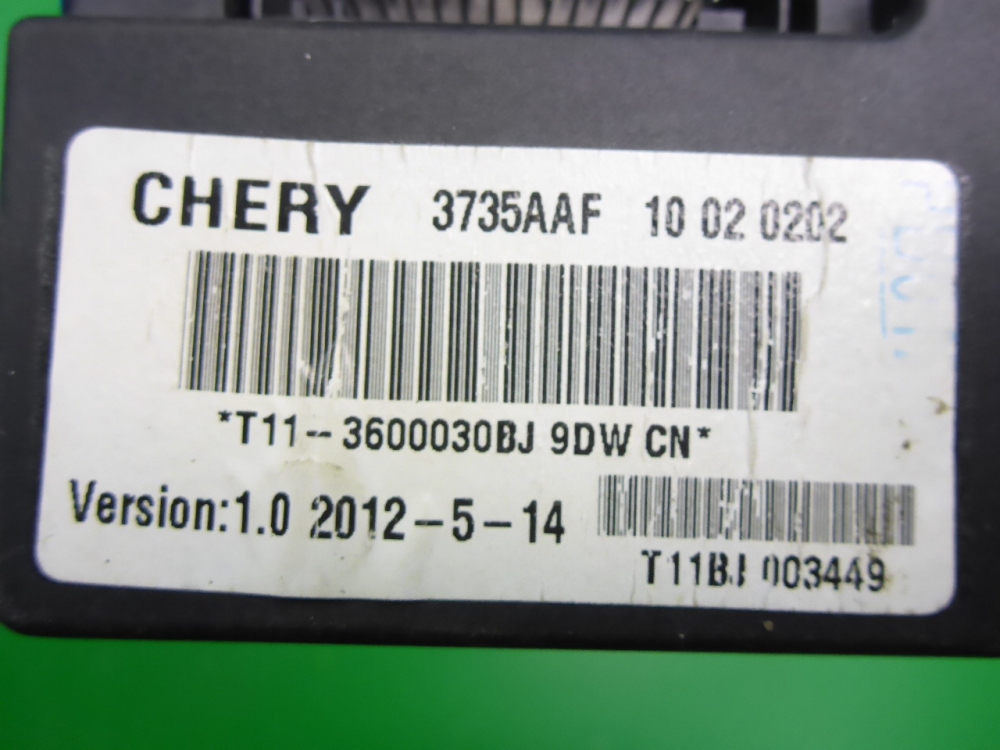 CHERY 3735AAF 10 02 0202
*T11--3600030BJ 9DW CN*
Version:1.0 2012-5-14
T11BJ 003449